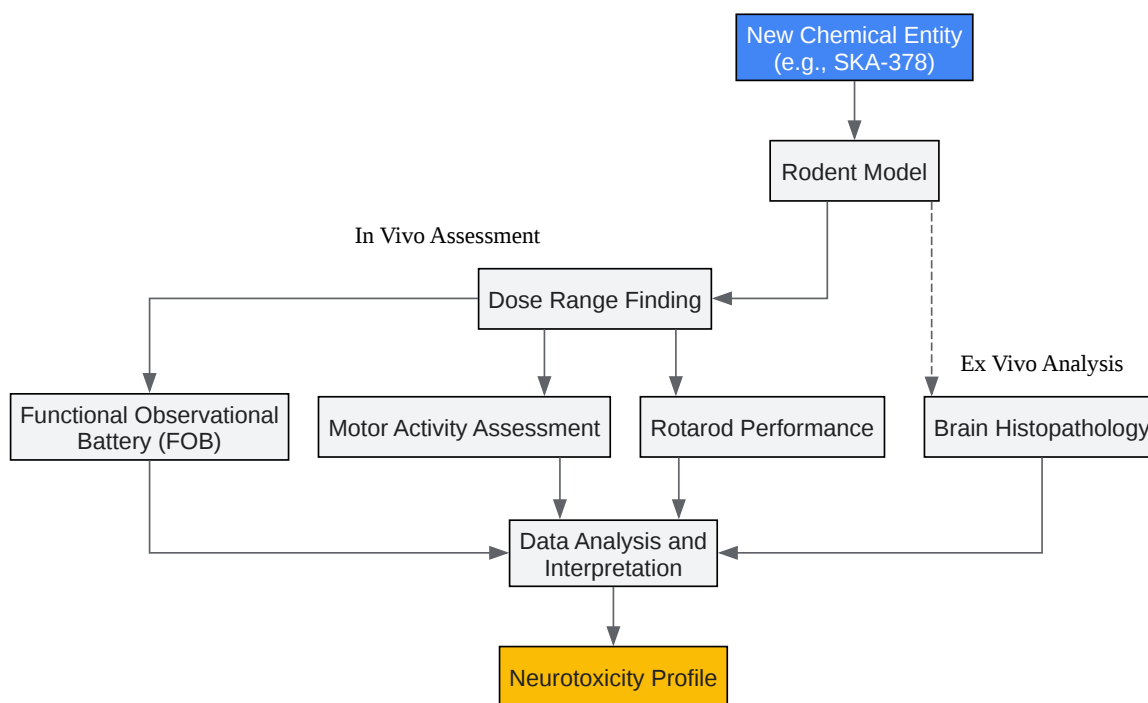 New Chemical Entity
(e.g., SKA-378)
Rodent Model
In Vivo Assessment
Dose Range Finding
Ex Vivo Analysis
Functional Observational
Battery (FOB)
Motor Activity Assessment
Rotarod Performance
Brain Histopathology
Data Analysis and
Interpretation
Neurotoxicity Profile